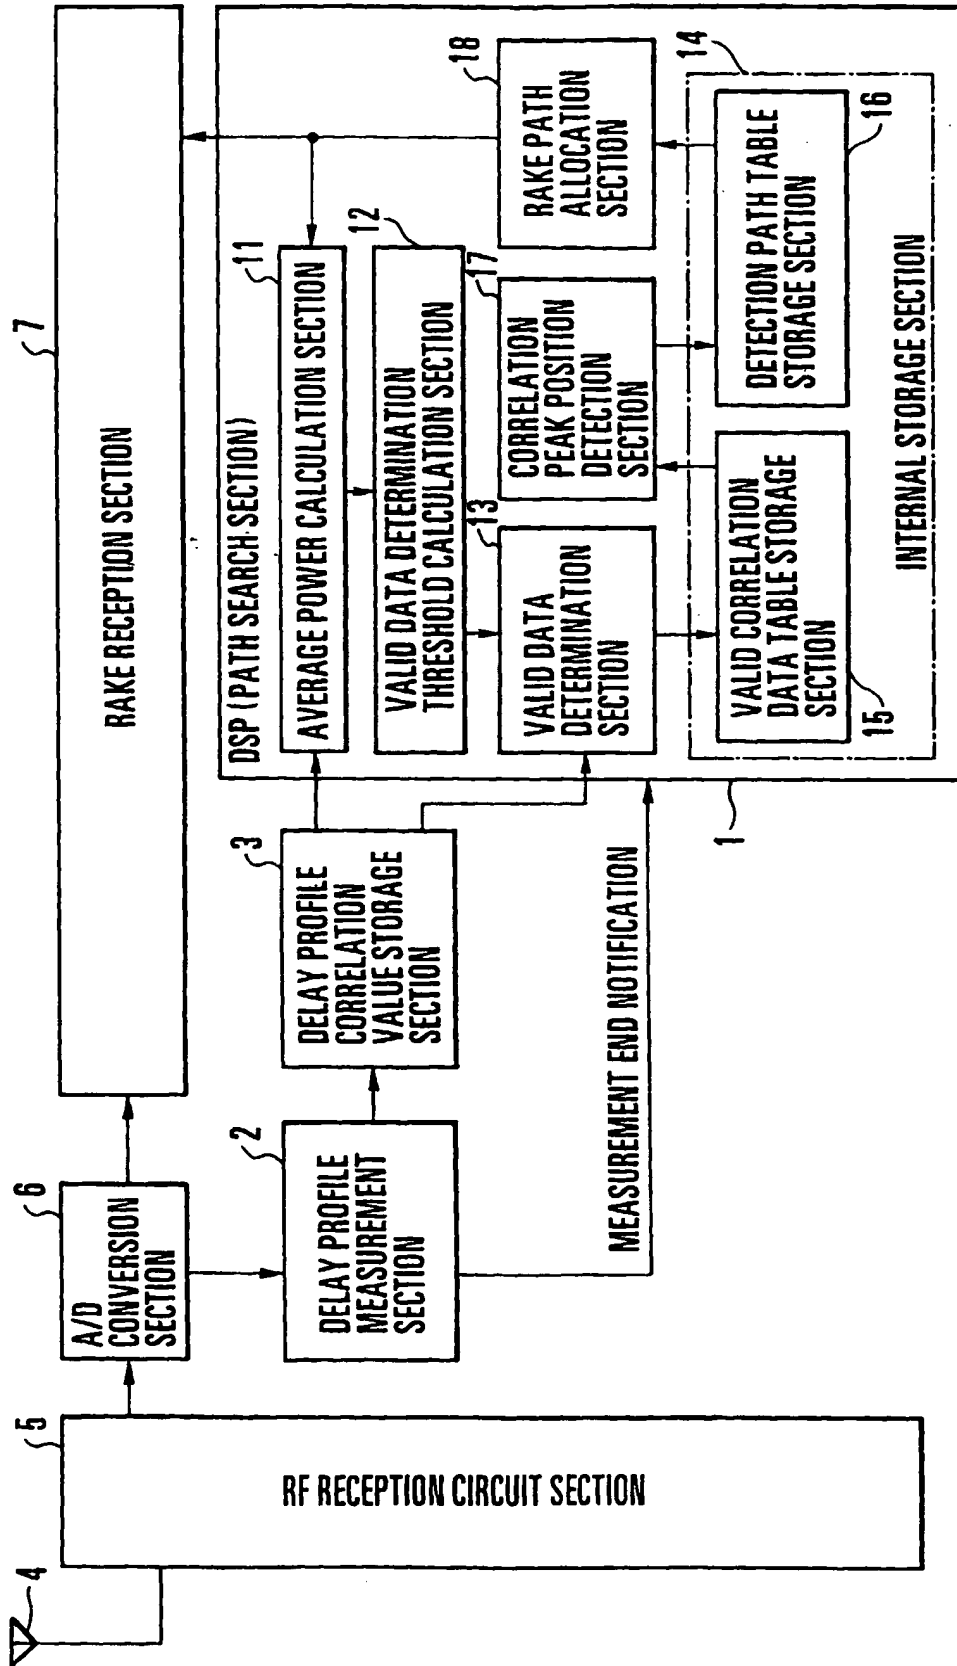 4
5
RF RECEPTION CIRCUIT SECTION
6
A/D
CONVERSION
SECTION
7
RAKE RECEPTION SECTION
2
DELAY PROFILE
MEASUREMENT
SECTION
3
DELAY PROFILE
CORRELATION
VALUE STORAGE
SECTION
MEASUREMENT END NOTIFICATION
1
DSP (PATH SEARCH SECTION)
11
AVERAGE POWER CALCULATION SECTION
12
VALID DATA DETERMINATION
THRESHOLD CALCULATION SECTION
13
VALID DATA
DETERMINATION
SECTION
17
CORRELATION
PEAK POSITION
DETECTION
SECTION
18
RAKE PATH
ALLOCATION
SECTION
14
15
VALID CORRELATION
DATA TABLE STORAGE
SECTION
16
DETECTION PATH TABLE
STORAGE SECTION
INTERNAL STORAGE SECTION